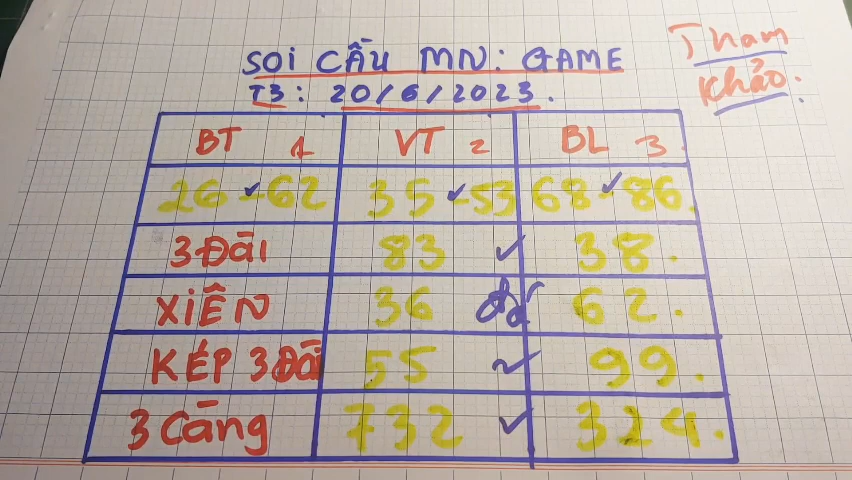 SOI CẦU MN: GAME
Tham
Khảo:
T3: 20/6/2023.
BT 1 VT 2 BL 3
26-62 35-53 68-86.
3 Đài 83 38.
XIÊN 36 đá 62.
KÉP 3 Đài 55 99.
3 Càng 732 324.